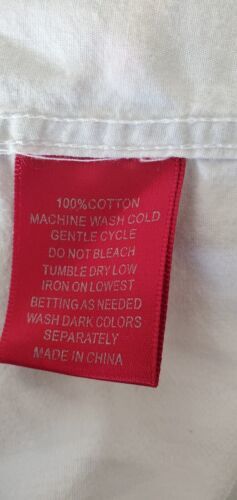 100%COTTON
MACHINE WASH COLD
GENTLE CYCLE
DO NOT BLEACH
TUMBLE DRY LOW
IRON ON LOWEST
BETTING AS NEEDED
WASH DARK COLORS
SEPARATELY
MADE IN CHINA